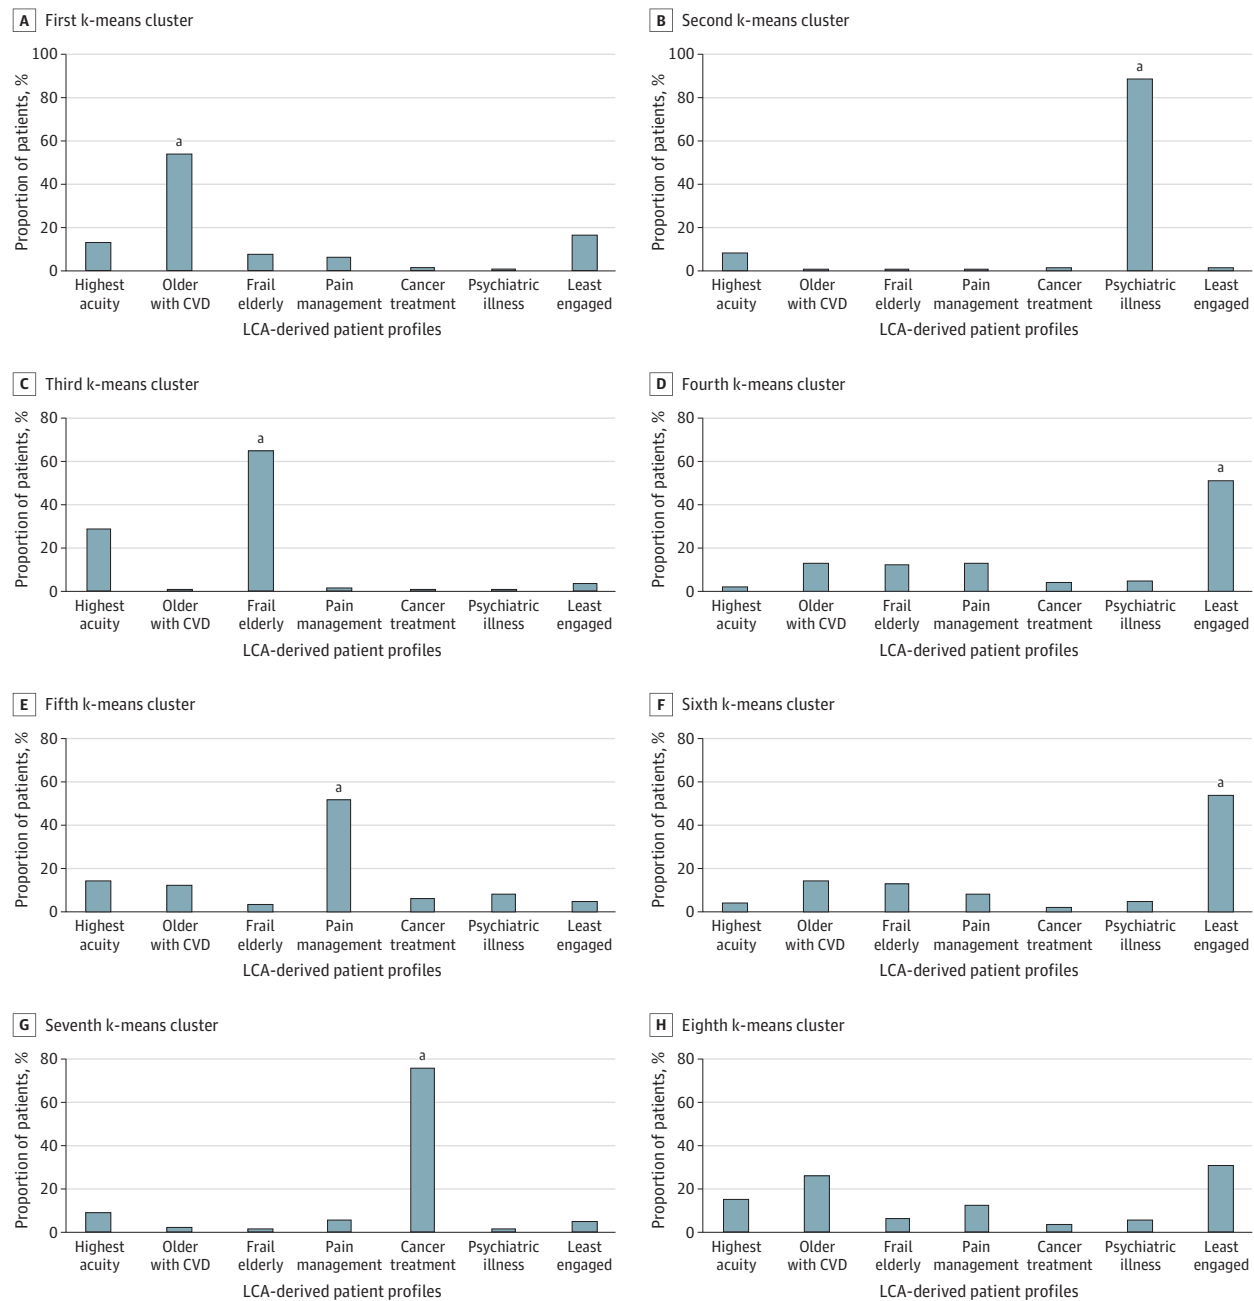 A First k-means cluster
100
80
60
40
20
0
Proportion of patients, %
a
Highest acuity
Older with CVD
Frail elderly
Pain management
Cancer treatment
Psychiatric illness
Least engaged
LCA-derived patient profiles
B Second k-means cluster
100
80
60
40
20
0
Proportion of patients, %
a
Highest acuity
Older with CVD
Frail elderly
Pain management
Cancer treatment
Psychiatric illness
Least engaged
LCA-derived patient profiles
C Third k-means cluster
80
60
40
20
0
Proportion of patients, %
a
Highest acuity
Older with CVD
Frail elderly
Pain management
Cancer treatment
Psychiatric illness
Least engaged
LCA-derived patient profiles
D Fourth k-means cluster
80
60
40
20
0
Proportion of patients, %
a
Highest acuity
Older with CVD
Frail elderly
Pain management
Cancer treatment
Psychiatric illness
Least engaged
LCA-derived patient profiles
E Fifth k-means cluster
80
60
40
20
0
Proportion of patients, %
a
Highest acuity
Older with CVD
Frail elderly
Pain management
Cancer treatment
Psychiatric illness
Least engaged
LCA-derived patient profiles
F Sixth k-means cluster
80
60
40
20
0
Proportion of patients, %
a
Highest acuity
Older with CVD
Frail elderly
Pain management
Cancer treatment
Psychiatric illness
Least engaged
LCA-derived patient profiles
G Seventh k-means cluster
80
60
40
20
0
Proportion of patients, %
a
Highest acuity
Older with CVD
Frail elderly
Pain management
Cancer treatment
Psychiatric illness
Least engaged
LCA-derived patient profiles
H Eighth k-means cluster
80
60
40
20
0
Proportion of patients, %
Highest acuity
Older with CVD
Frail elderly
Pain management
Cancer treatment
Psychiatric illness
Least engaged
LCA-derived patient profiles